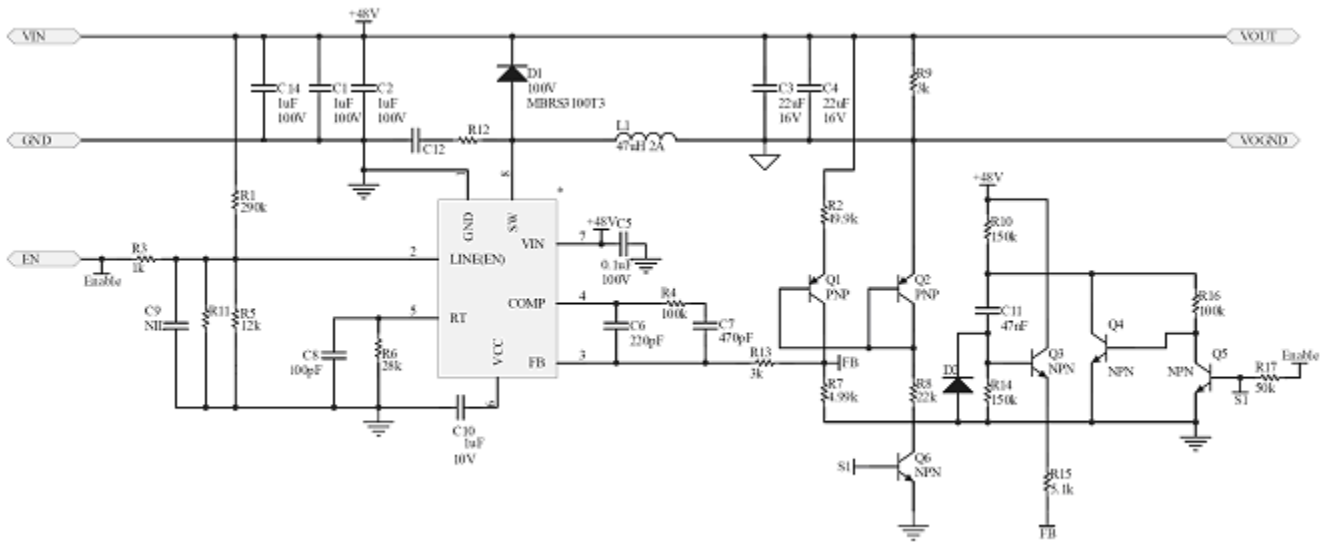 +48V
VIN
VOUT
C14
1uF
100V
C1
1uF
100V
C2
1uF
100V
D1
100V
MBRS3100T3
C3
22uF
16V
C4
22uF
16V
R9
3k
GND
C12
R12
L1
47uH 2A
VOGND
1
8
*
R1
290k
GND
SW
R2
49.9k
+48V
R10
150k
EN
Enable
R3
1k
2
LINE(EN)
VIN
7
+48V
C5
0.1uF
100V
Q1
PNP
Q2
PNP
C9
NIL
R11
R5
12k
5
RT
COMP
4
R4
100k
C6
220pF
C7
470pF
C11
47nF
Q4
NPN
R16
100k
C8
100pF
R6
28k
VCC
FB
3
R13
3k
FB
Q3
NPN
Q5
NPN
R17
50k
Enable
S1
6
C10
1uF
10V
R7
4.99k
R8
22k
R14
150k
S1
Q6
NPN
R15
5.1k
FB